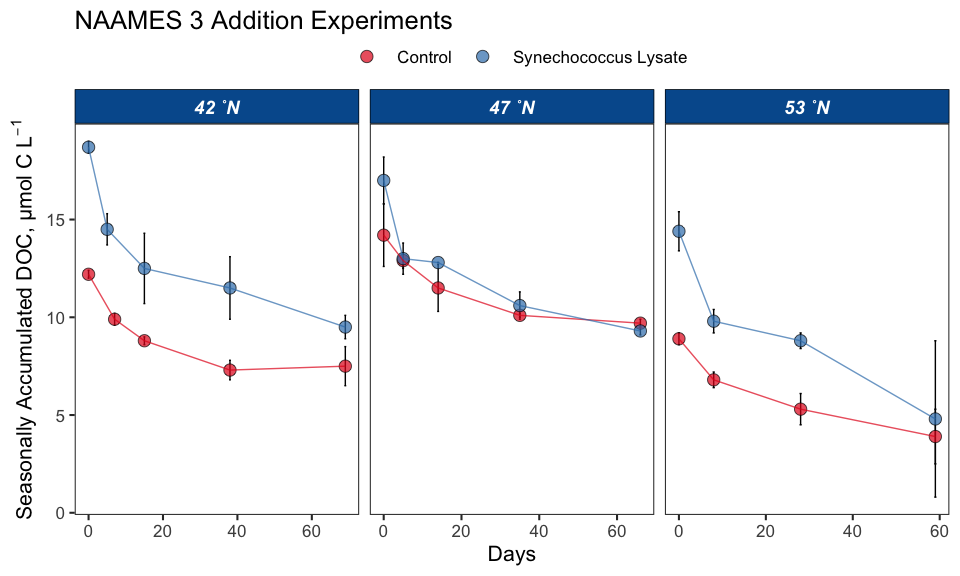 NAAMES 3 Addition Experiments
Control Synechococcus Lysate
42 °N 47 °N 53 °N
Seasonally Accumulated DOC, μmol C L⁻¹
15
10
5
0
0 20 40 60 0 20 40 60 0 20 40 60
Days